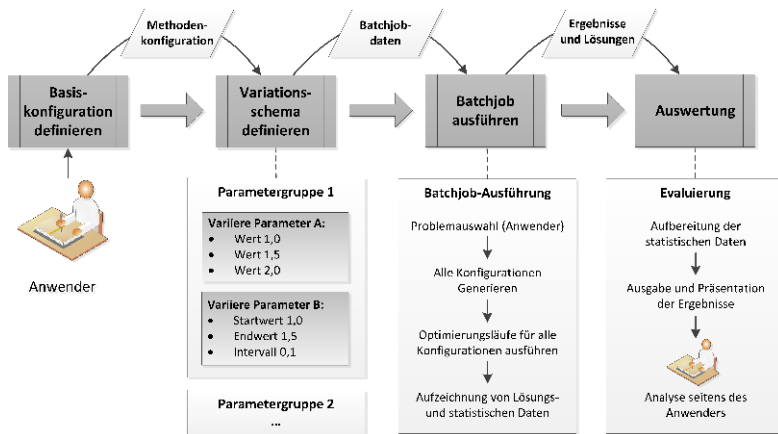 Methoden-
konfiguration
Batchjob-
daten
Ergebnisse
und Lösungen
Basis-
konfiguration
definieren
Variations-
schema
definieren
Batchjob
ausführen
Auswertung
Anwender
Parametergruppe 1
Variiere Parameter A:
• Wert 1,0
• Wert 1,5
• Wert 2,0
Variiere Parameter B:
• Startwert 1,0
• Endwert 1,5
• Intervall 0,1
Parametergruppe 2
...
Batchjob-Ausführung
Problemauswahl (Anwender)
Alle Konfigurationen
Generieren
Optimierungsläufe für alle
Konfigurationen ausführen
Aufzeichnung von Lösungs-
und statistischen Daten
Evaluierung
Aufbereitung der
statistischen Daten
Ausgabe und Präsentation
der Ergebnisse
Analyse seitens des
Anwenders